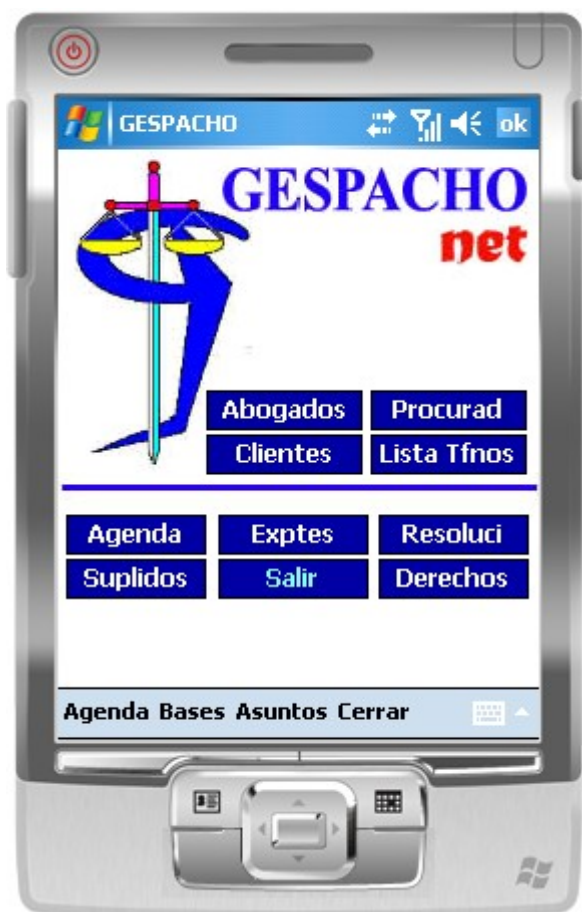 GESPACHO ok
GESPACHO
net
Abogados Procurad
Clientes Lista Tfnos
Agenda Exptes Resoluci
Suplidos Salir Derechos
Agenda Bases Asuntos Cerrar